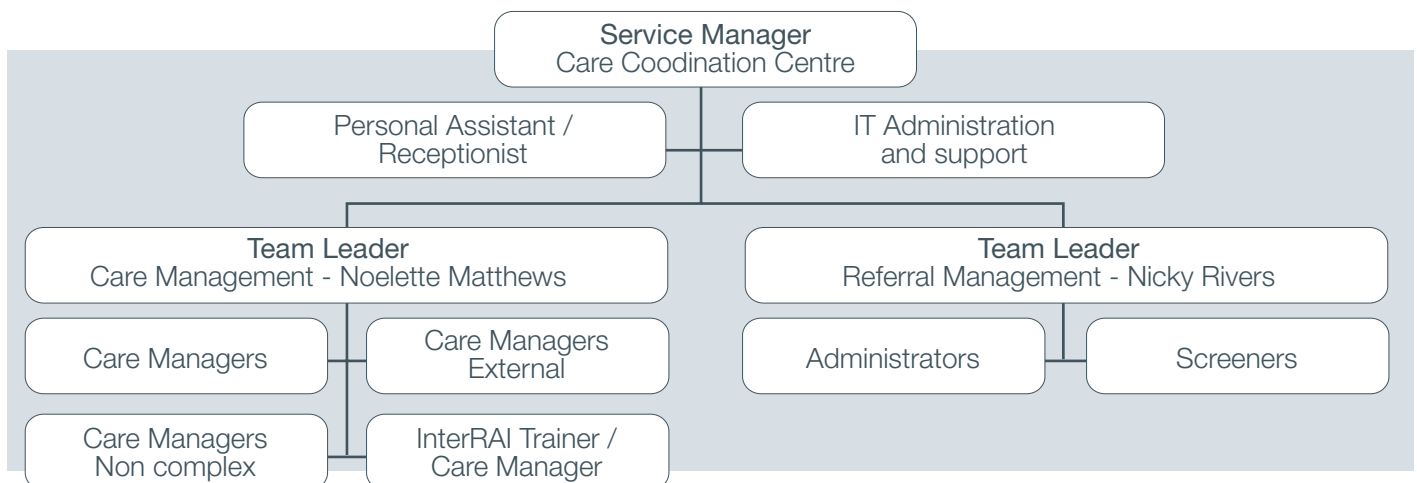 Service Manager
Care Coodination Centre
Personal Assistant /
Receptionist
IT Administration
and support
Team Leader
Care Management - Noelette Matthews
Team Leader
Referral Management - Nicky Rivers
Care Managers
Care Managers
External
Administrators
Screeners
Care Managers
Non complex
InterRAI Trainer /
Care Manager